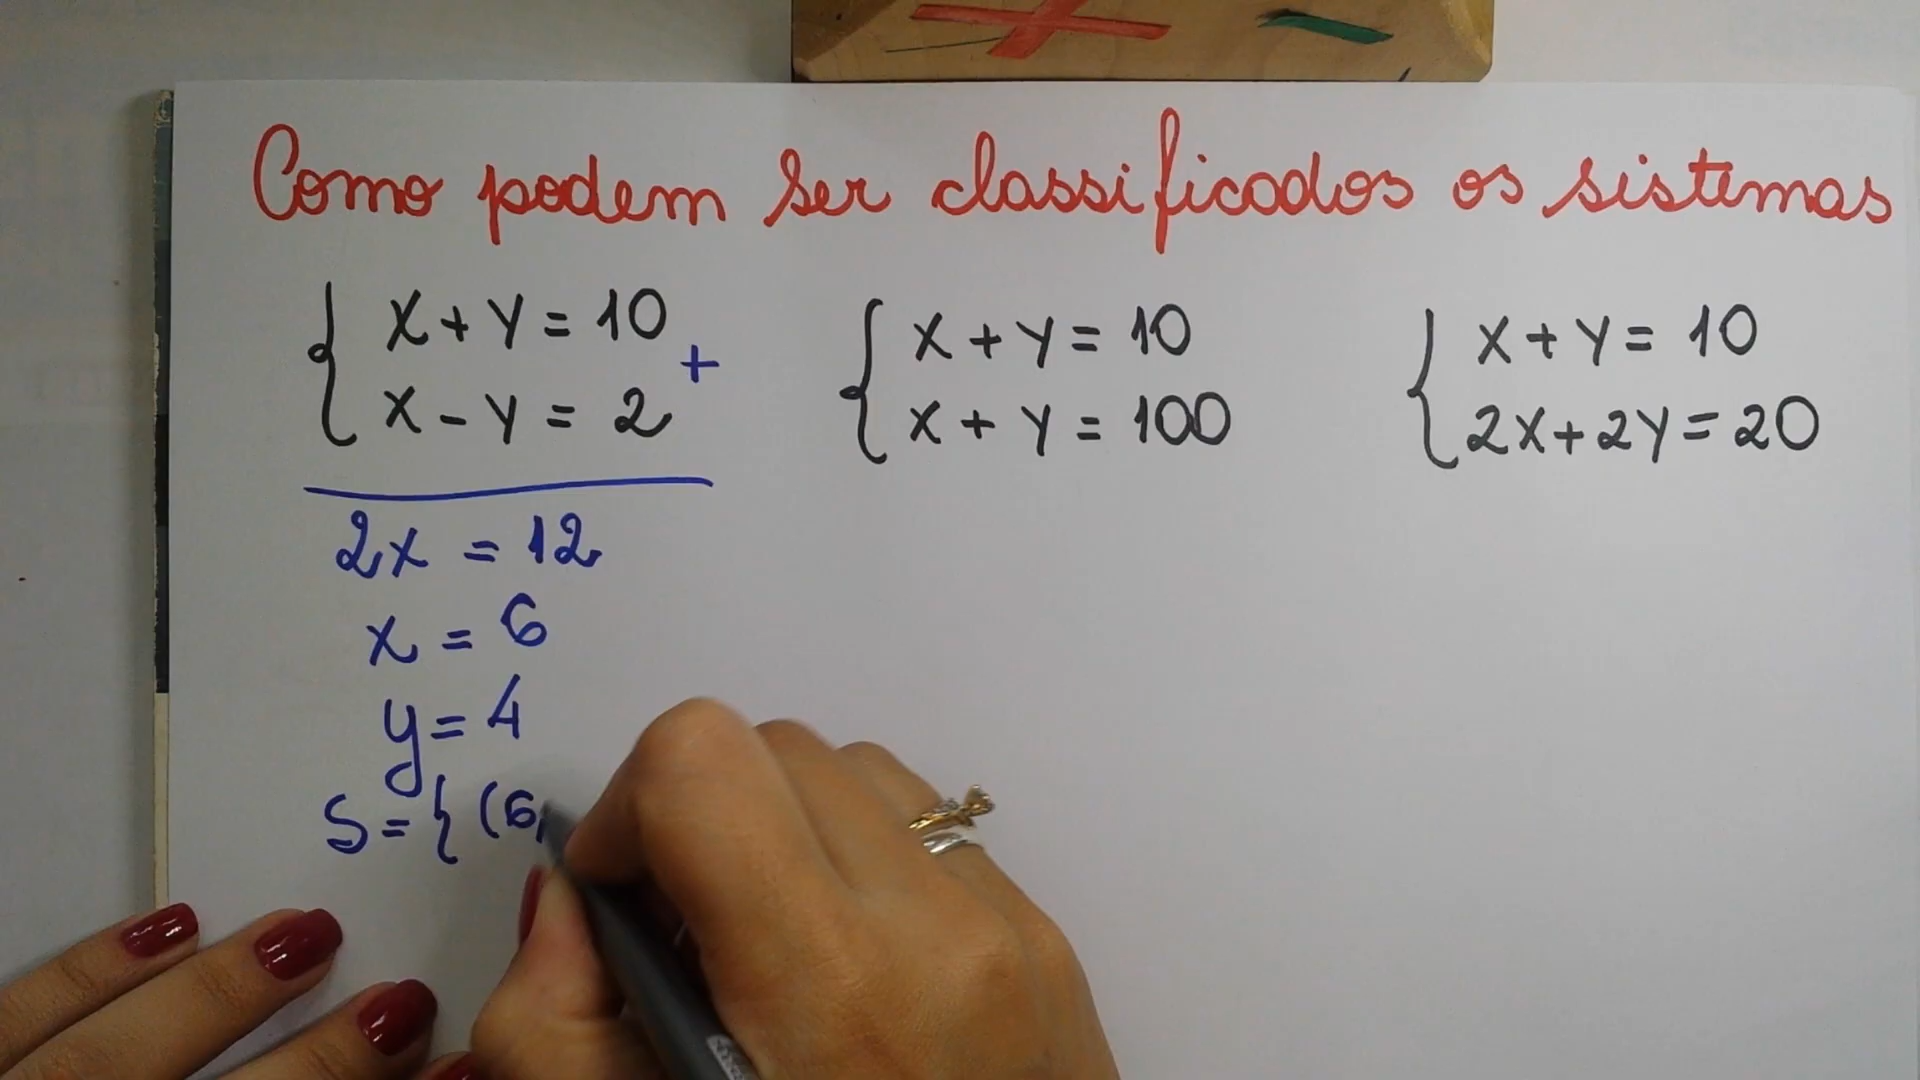 Como podem ser classificados os sistemas
x + y = 10
x - y = 2
+
2x = 12
x = 6
y = 4
S = { (6,
x + y = 10
x + y = 100
x + y = 10
2x + 2y = 20